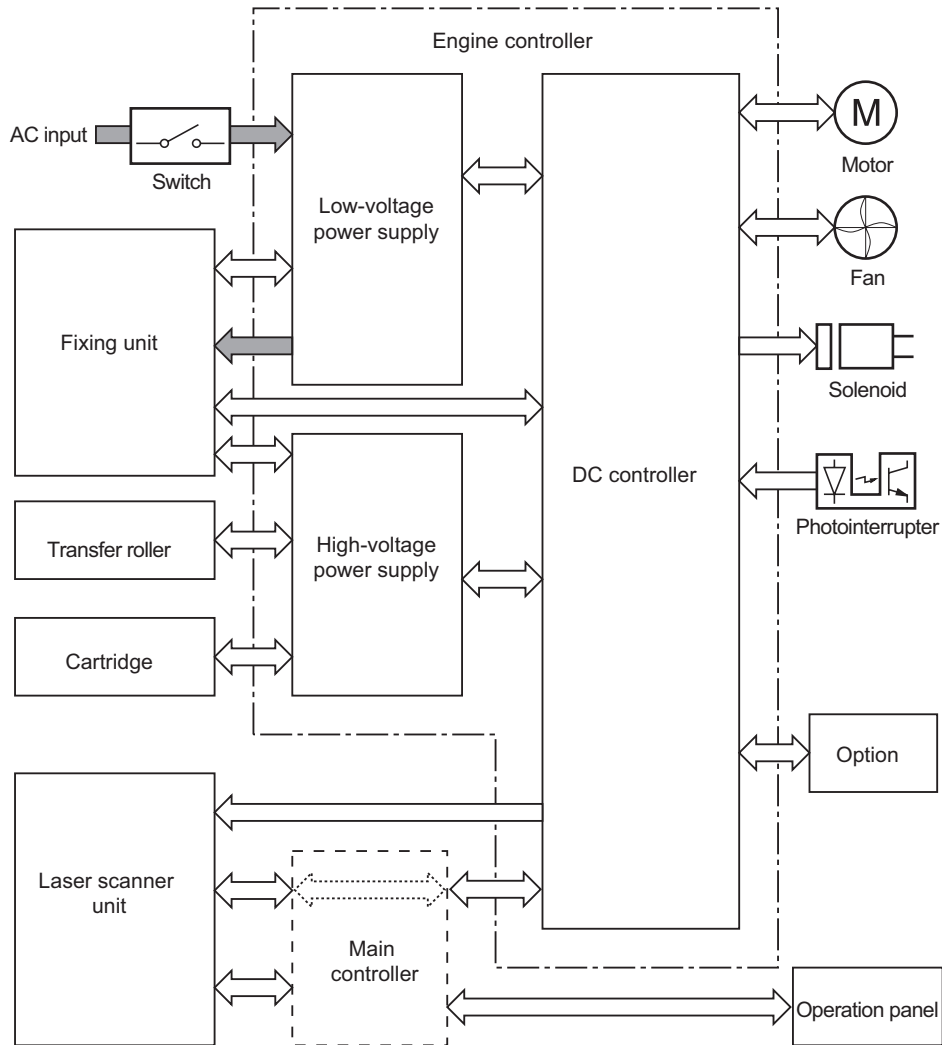 Engine controller
AC input
Switch
Low-voltage
power supply
M
Motor
Fan
Fixing unit
Solenoid
DC controller
Photointerrupter
Transfer roller
High-voltage
power supply
Cartridge
Option
Laser scanner
unit
Main
controller
Operation panel